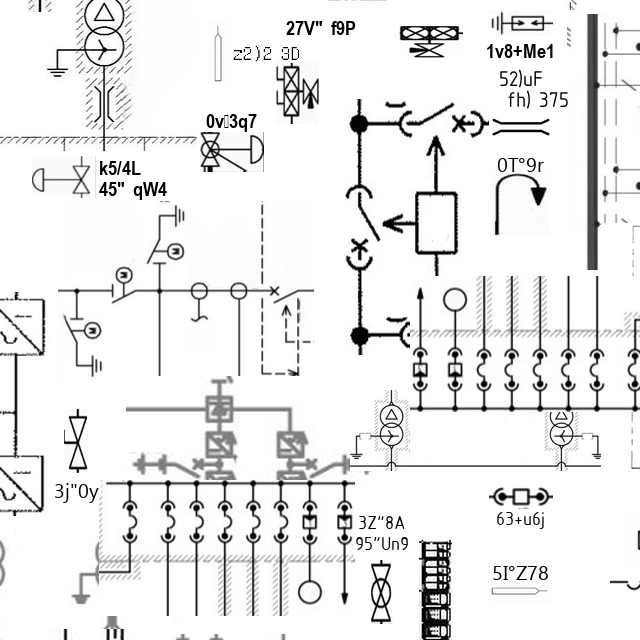 27V" f9P
z2)2 3D
1v8+Me1
52)uF
fh) 375
0v▯3q7
k5/4L
45" qW4
0T°9r
M
M
M
3j"0y
3Z"8A
95"Un9
63+u6j
5I°Z78